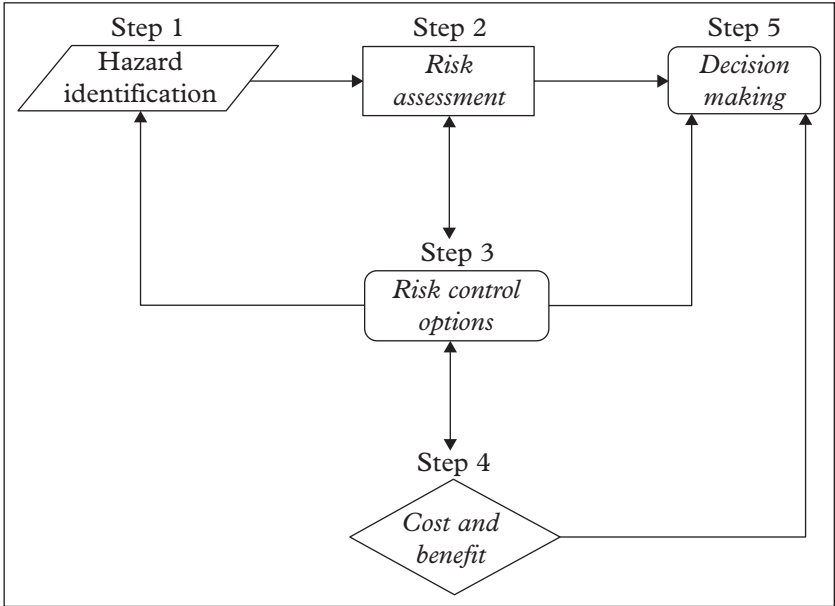 Step 1
Hazard
identification
Step 2
Risk
assessment
Step 5
Decision
making
Step 3
Risk control
options
Step 4
Cost and
benefit